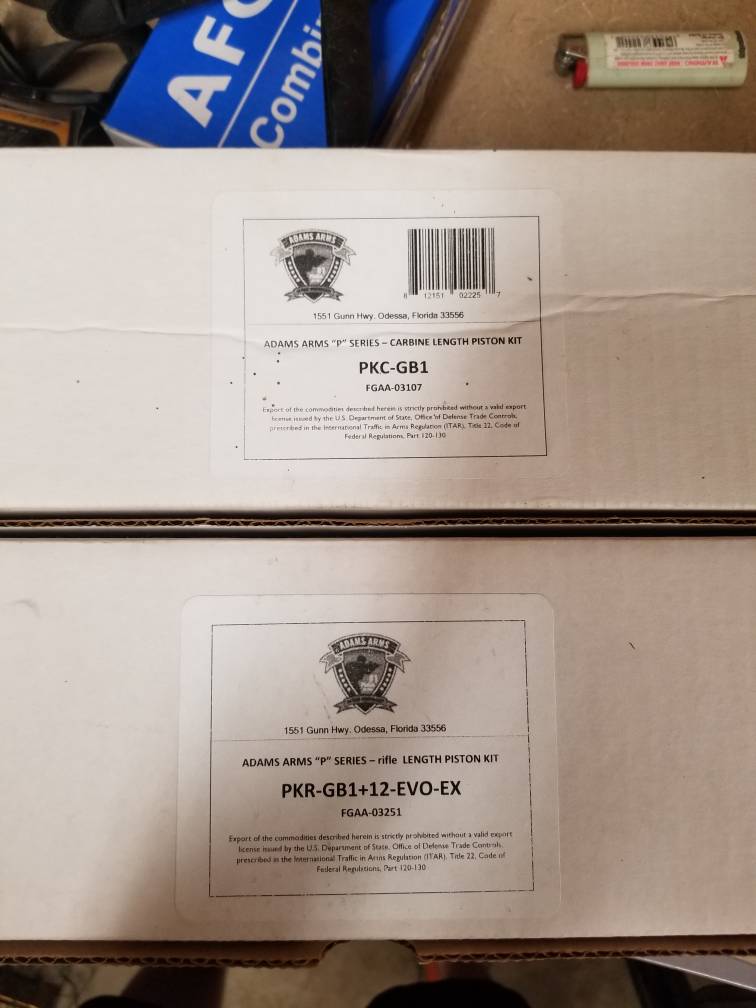 AFC
Combi
ADAMS ARMS
8 12151 02225 7
1551 Gunn Hwy. Odessa, Florida 33556
ADAMS ARMS “P” SERIES – CARBINE LENGTH PISTON KIT
PKC-GB1
FGAA-03107
Export of the commodities described herein is strictly prohibited without a valid export
license issued by the U.S. Department of State, Office of Defense Trade Controls,
prescribed in the International Traffic in Arms Regulation (ITAR), Title 22, Code of
Federal Regulations, Part 120-130
ADAMS ARMS
1551 Gunn Hwy. Odessa, Florida 33556
ADAMS ARMS “P” SERIES – rifle LENGTH PISTON KIT
PKR-GB1+12-EVO-EX
FGAA-03251
Export of the commodities described herein is strictly prohibited without a valid export
license issued by the U.S. Department of State, Office of Defense Trade Controls,
prescribed in the International Traffic in Arms Regulation (ITAR), Title 22, Code of
Federal Regulations, Part 120-130